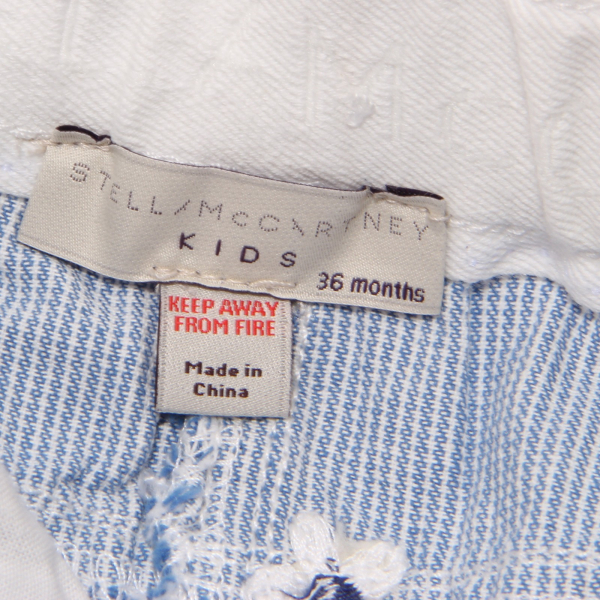 STELLA McCARTNEY
KIDS
36 months
KEEP AWAY
FROM FIRE
Made in
China